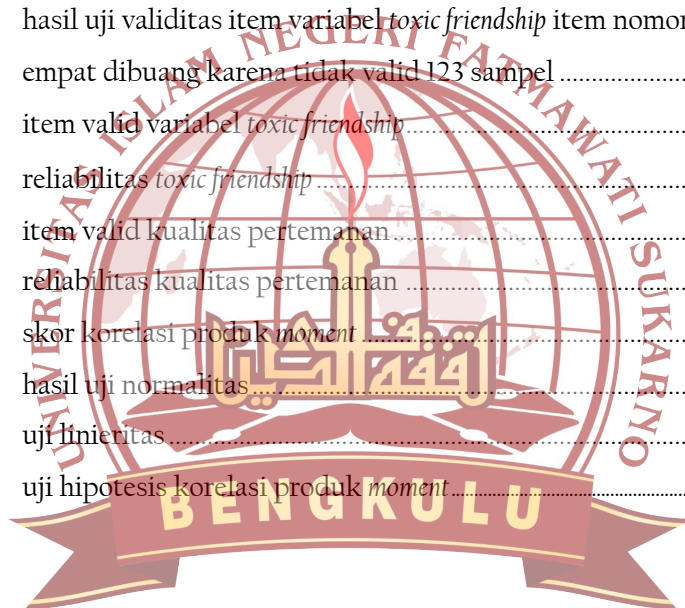 hasil uji validitas item variabel toxic friendship item nomor
empat dibuang karena tidak valid 123 sampel ....................
item valid variabel toxic friendship ....................
reliabilitas toxic friendship ....................
item valid kualitas pertemanan ....................
reliabilitas kualitas pertemanan ....................
skor korelasi produk moment ....................
hasil uji normalitas ....................
uji linieritas ....................
uji hipotesis korelasi produk moment ....................
UNIVERSITAS ISLAM NEGERI FATMAWATI SUKARNO
BENGKULU